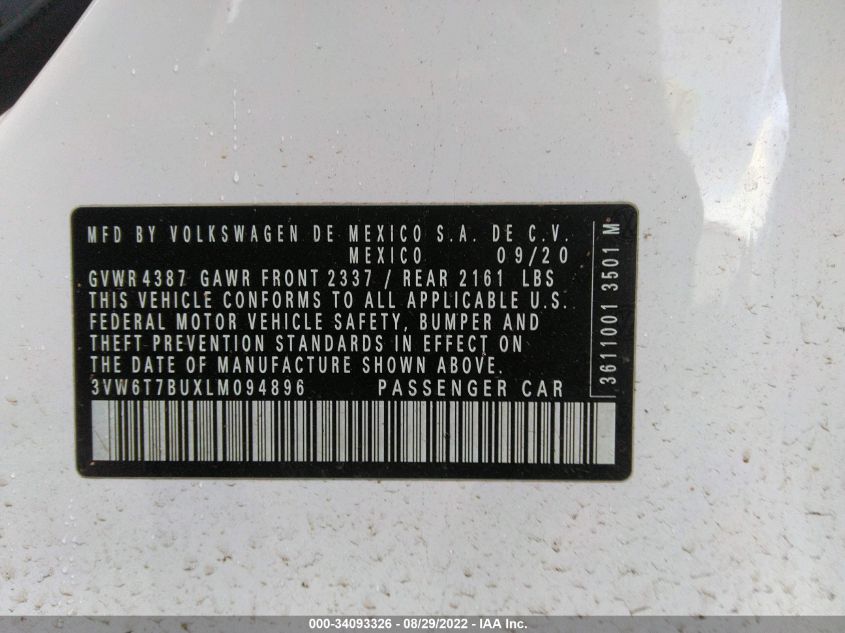 MFD BY VOLKSWAGEN DE MEXICO S.A. DE C.V.
MEXICO 09/20
GVWR 4387 GAWR FRONT 2337 / REAR 2161 LBS
THIS VEHICLE CONFORMS TO ALL APPLICABLE U.S.
FEDERAL MOTOR VEHICLE SAFETY, BUMPER AND
THEFT PREVENTION STANDARDS IN EFFECT ON
THE DATE OF MANUFACTURE SHOWN ABOVE.
3VW6T7BUXLM094896 PASSENGER CAR
3611001 3501 M
000-34093326 - 08/29/2022 - IAA Inc.